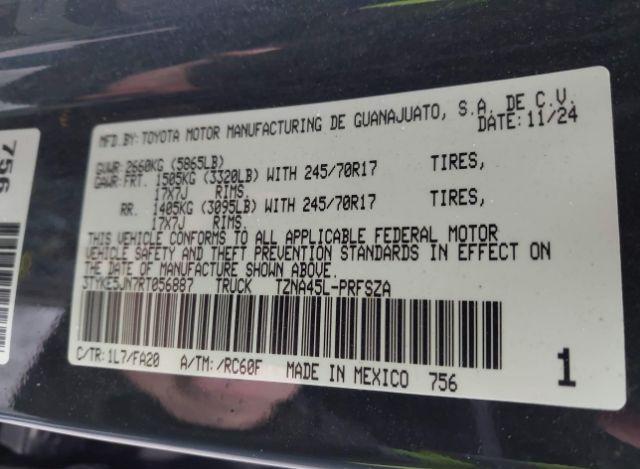 MFD.BY:TOYOTA MOTOR MANUFACTURING DE GUANAJUATO, S.A. DE C.V.
DATE:11/24
GVWR:2660KG (5865LB)
GAWR:FRT. 1505KG (3320LB) WITH 245/70R17 TIRES,
17X7J RIMS.
RR. 1405KG (3095LB) WITH 245/70R17 TIRES,
17X7J RIMS.
THIS VEHICLE CONFORMS TO ALL APPLICABLE FEDERAL MOTOR
VEHICLE SAFETY AND THEFT PREVENTION STANDARDS IN EFFECT ON
THE DATE OF MANUFACTURE SHOWN ABOVE.
3TYKE5JN7RT056887 TRUCK TZNA45L-PRFSZA
C/TR:1L7/FA20 A/TM:/RC60F MADE IN MEXICO 756 1
756